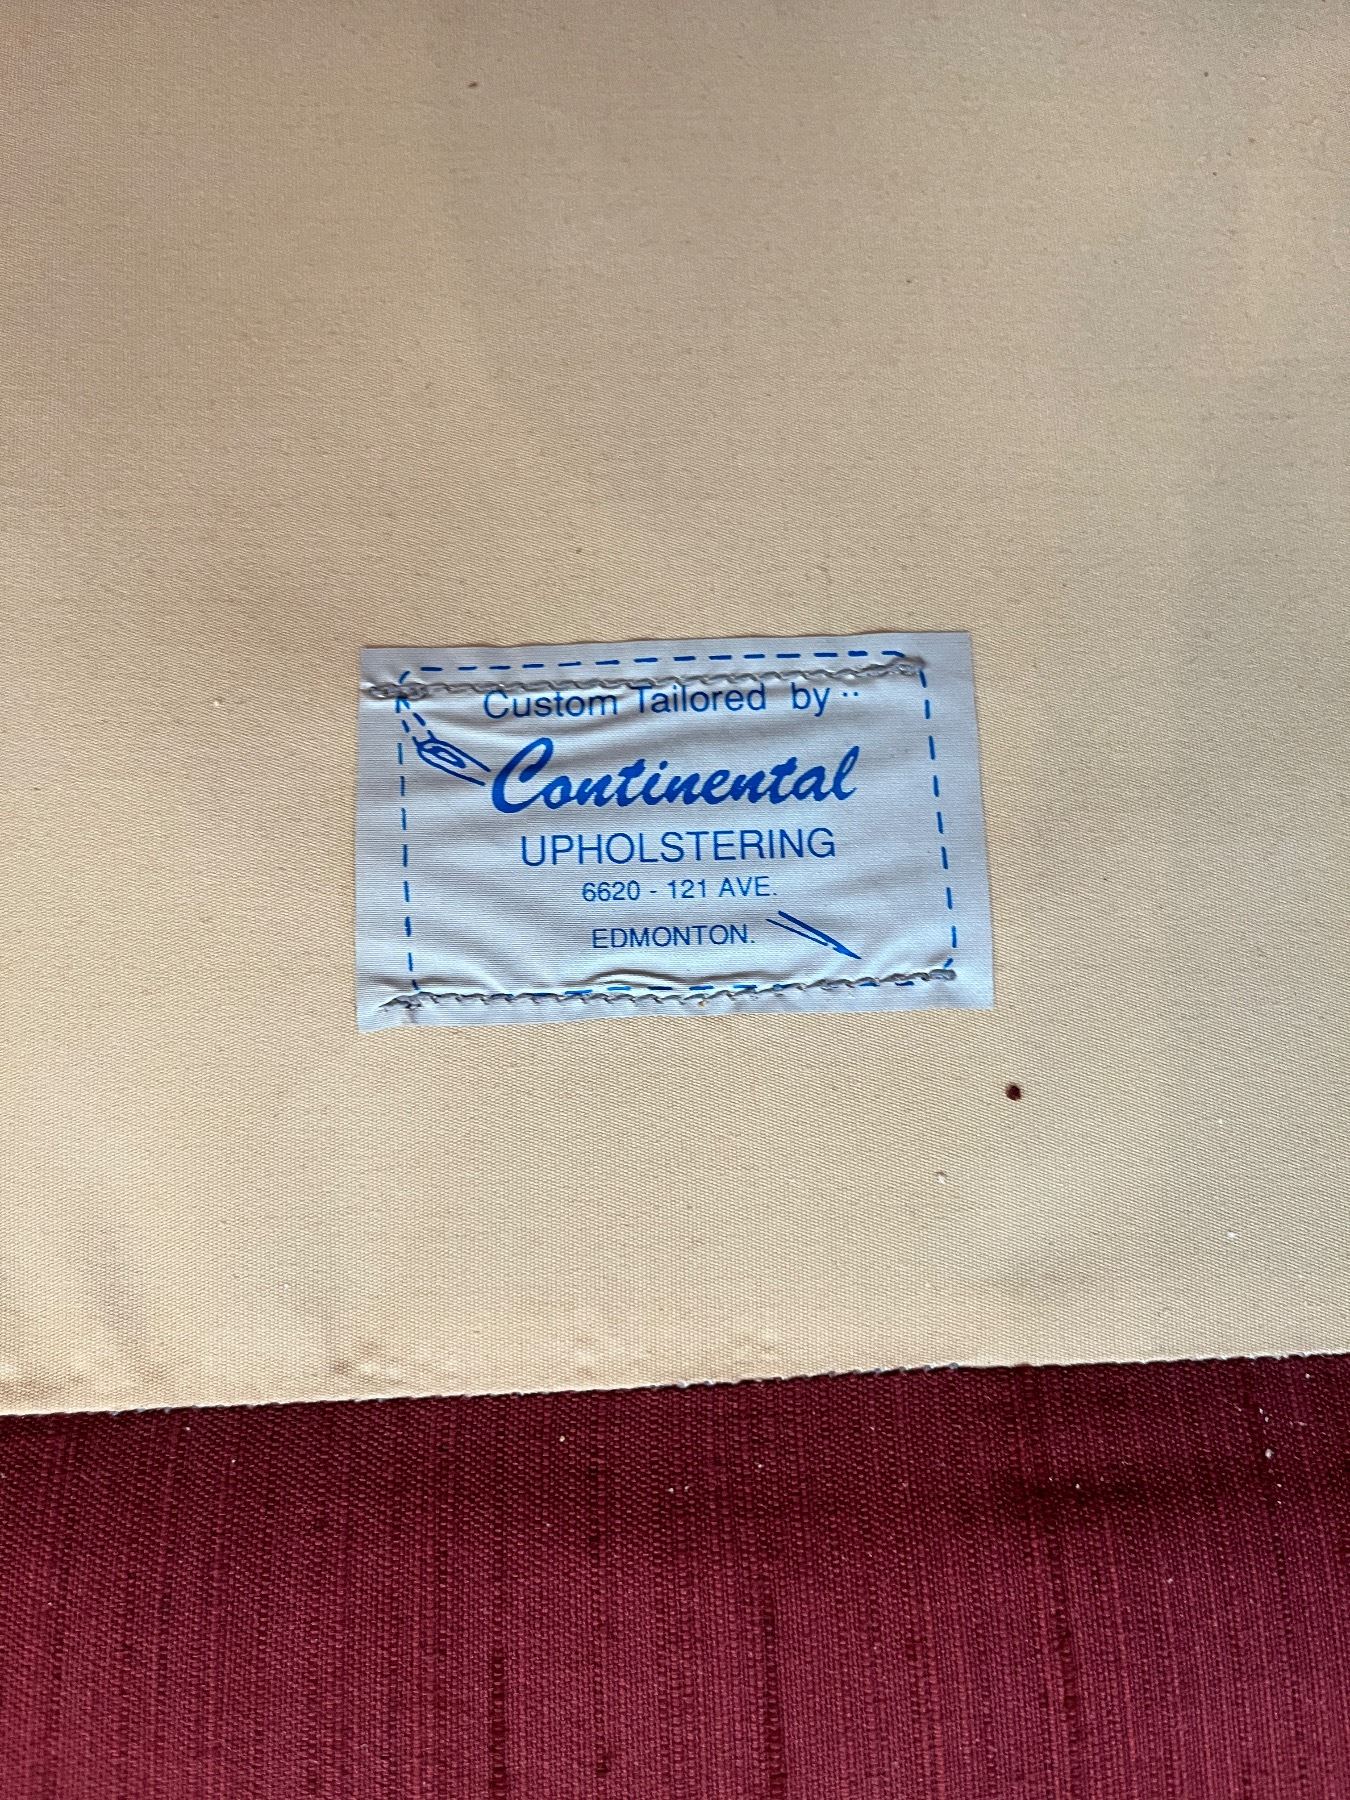 Custom Tailored by ..
Continental
UPHOLSTERING
6620 - 121 AVE.
EDMONTON.